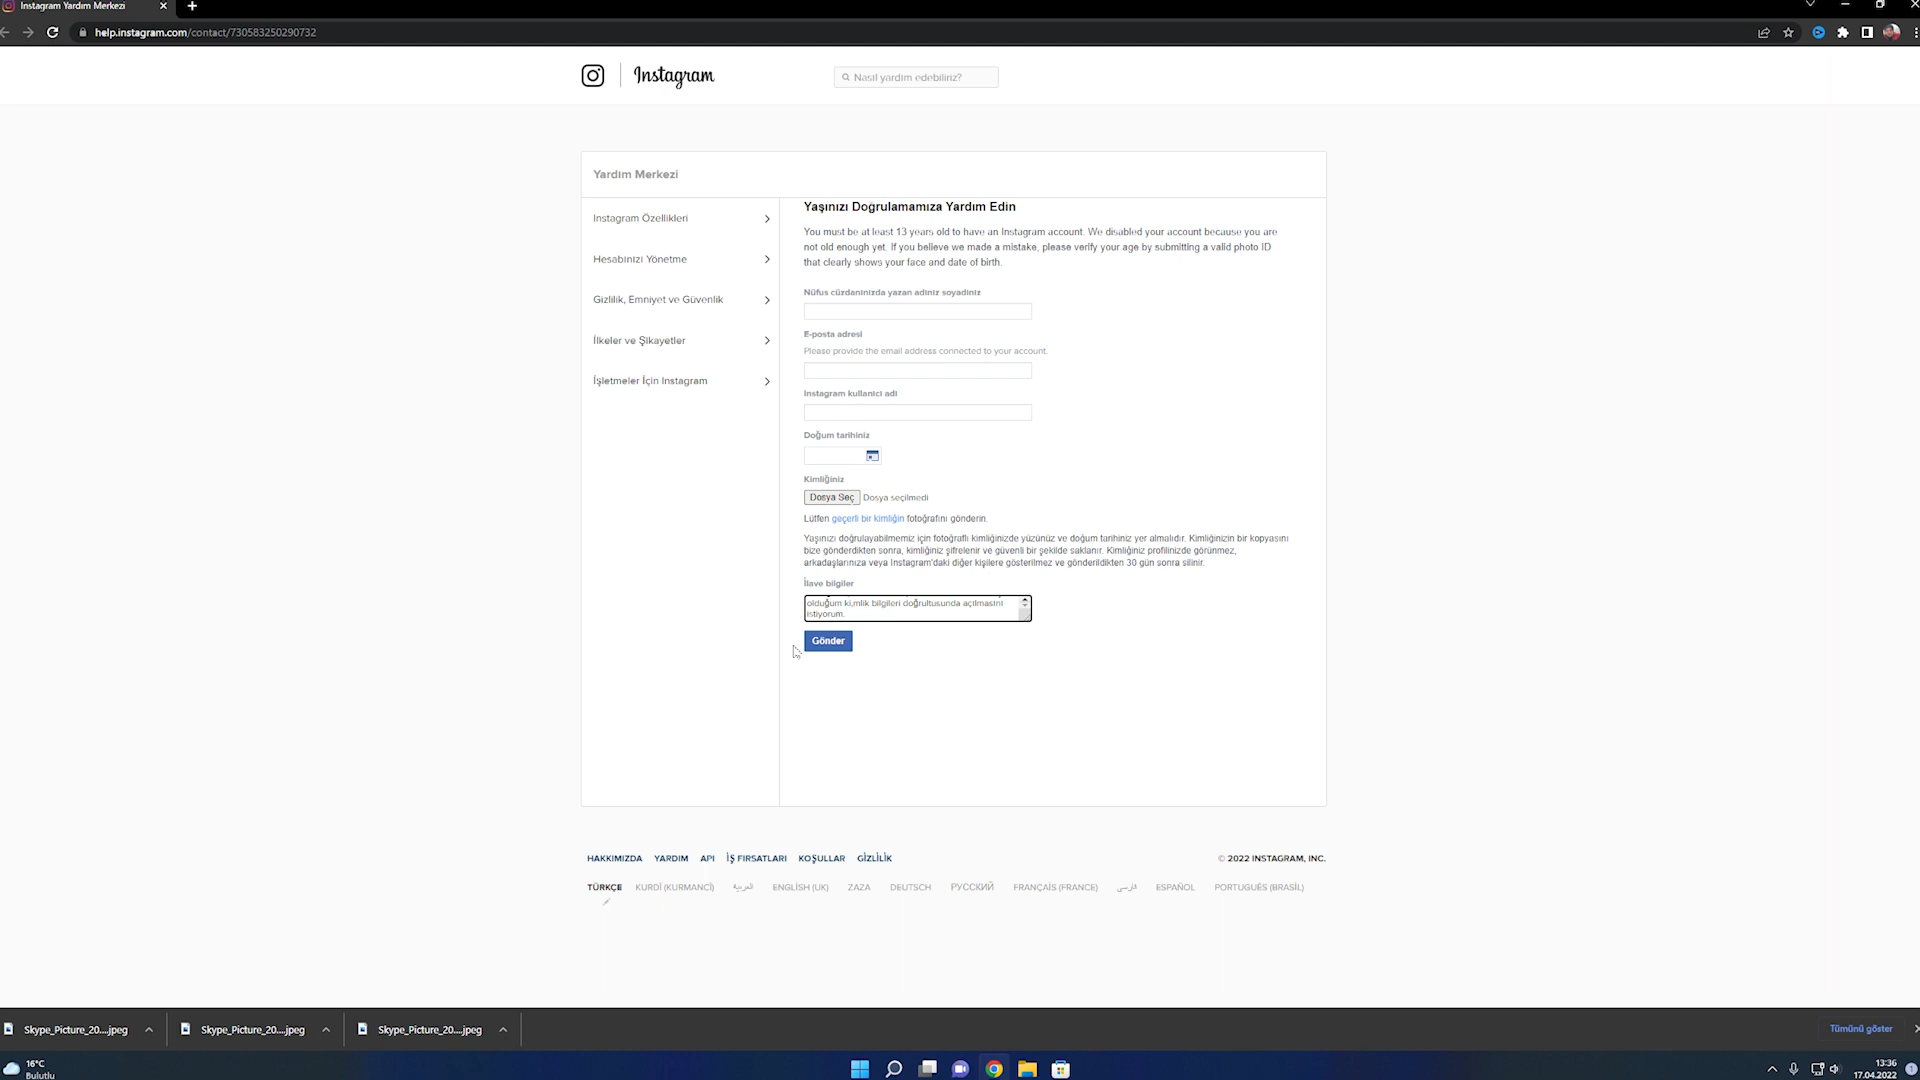 Instagram Yardım Merkezi
help.instagram.com/contact/730583250290732
Instagram
Nasıl yardım edebiliriz?
Yardım Merkezi
Instagram Özellikleri
Hesabınızı Yönetme
Gizlilik, Emniyet ve Güvenlik
İlkeler ve Şikayetler
İşletmeler İçin Instagram
Yaşınızı Doğrulamamıza Yardım Edin
You must be at least 13 years old to have an Instagram account. We disabled your account because you are
not old enough yet. If you believe we made a mistake, please verify your age by submitting a valid photo ID
that clearly shows your face and date of birth.
Nüfus cüzdanınızda yazan adınız soyadınız
E-posta adresi
Please provide the email address connected to your account.
Instagram kullanıcı adı
Doğum tarihiniz
Kimliğiniz
Dosya Seç Dosya seçilmedi
Lütfen geçerli bir kimliğin fotoğrafını gönderin.
Yaşınızı doğrulayabilmemiz için fotoğraflı kimliğinizde yüzünüz ve doğum tarihiniz yer almalıdır. Kimliğinizin bir kopyasını
bize gönderdikten sonra, kimliğiniz şifrelenir ve güvenli bir şekilde saklanır. Kimliğiniz profilinizde görünmez,
arkadaşlarınıza veya Instagram'daki diğer kişilere gösterilmez ve gönderildikten 30 gün sonra silinir.
İlave bilgiler
olduğum ki,mlik bilgileri doğrultusunda açılmasını
istiyorum.
Gönder
HAKKIMIZDA YARDIM API İŞ FIRSATLARI KOŞULLAR GİZLİLİK
© 2022 INSTAGRAM, INC.
TÜRKÇE KURDÎ (KURMANCÎ) العربية ENGLİSH (UK) ZAZA DEUTSCH РУССКИЙ FRANÇAİS (FRANCE) فارسی ESPAÑOL PORTUGUÊS (BRASİL)
Skype_Picture_20....jpeg
Skype_Picture_20....jpeg
Skype_Picture_20....jpeg
Tümünü göster
16°C
Bulutlu
13:36
17.04.2022